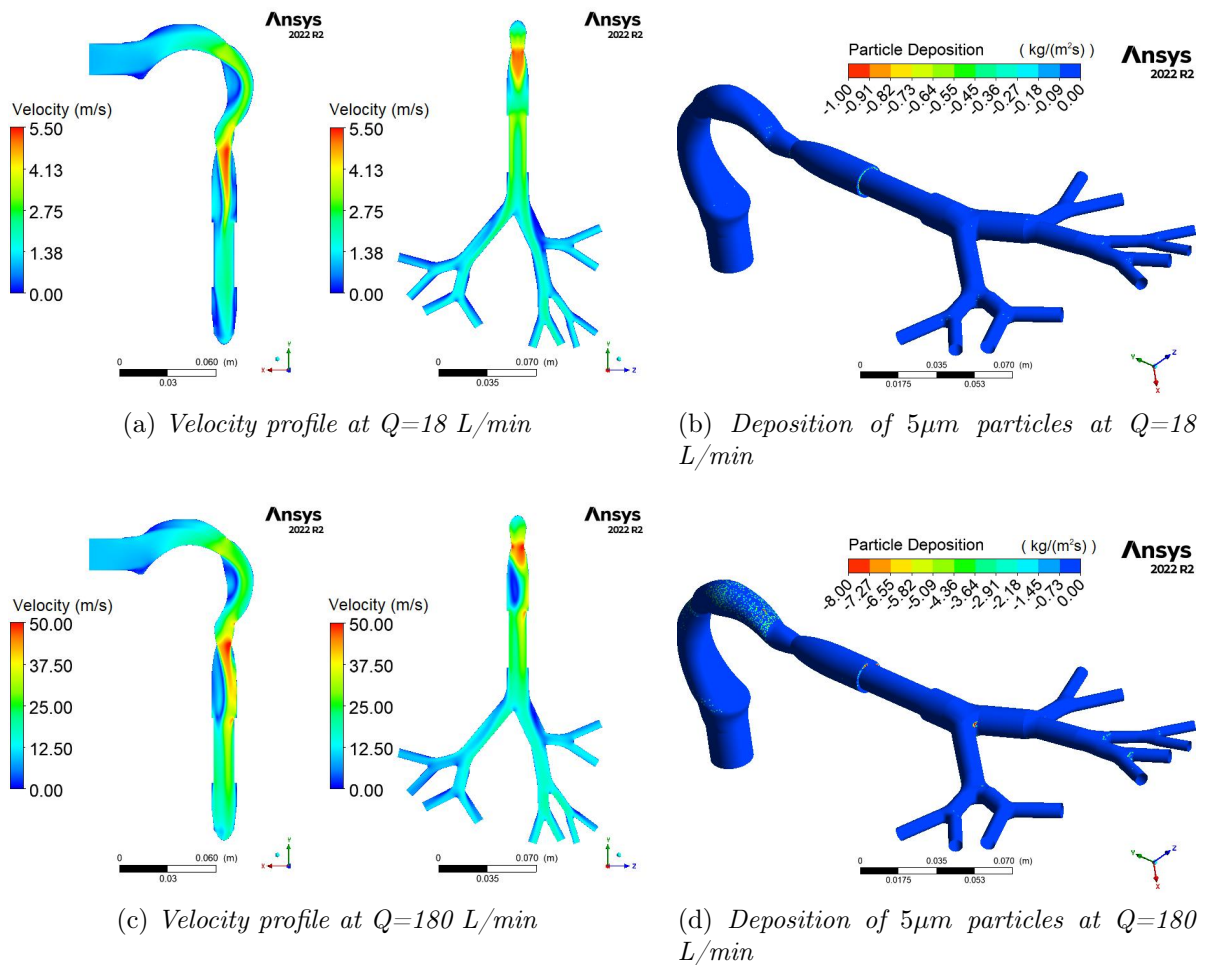 Ansys
2022 R2
Velocity (m/s)
5.50
4.13
2.75
1.38
0.00
0 0.060 (m)
0.03
Y
X
Ansys
2022 R2
Velocity (m/s)
5.50
4.13
2.75
1.38
0.00
0 0.070 (m)
0.035
Y
Z
(a) Velocity profile at Q=18 L/min
Particle Deposition ( kg/(m²s) )
-1.00 -0.91 -0.82 -0.73 -0.64 -0.55 -0.45 -0.36 -0.27 -0.18 -0.09 0.00
Ansys
2022 R2
0 0.035 0.070 (m)
0.0175 0.053
Y
Z
X
(b) Deposition of 5μm particles at Q=18
L/min
Ansys
2022 R2
Velocity (m/s)
50.00
37.50
25.00
12.50
0.00
0 0.060 (m)
0.03
Y
X
Ansys
2022 R2
Velocity (m/s)
50.00
37.50
25.00
12.50
0.00
0 0.070 (m)
0.035
Y
Z
(c) Velocity profile at Q=180 L/min
Particle Deposition ( kg/(m²s) )
-8.00 -7.27 -6.55 -5.82 -5.09 -4.36 -3.64 -2.91 -2.18 -1.45 -0.73 0.00
Ansys
2022 R2
0 0.035 0.070 (m)
0.0175 0.053
Y
Z
X
(d) Deposition of 5μm particles at Q=180
L/min